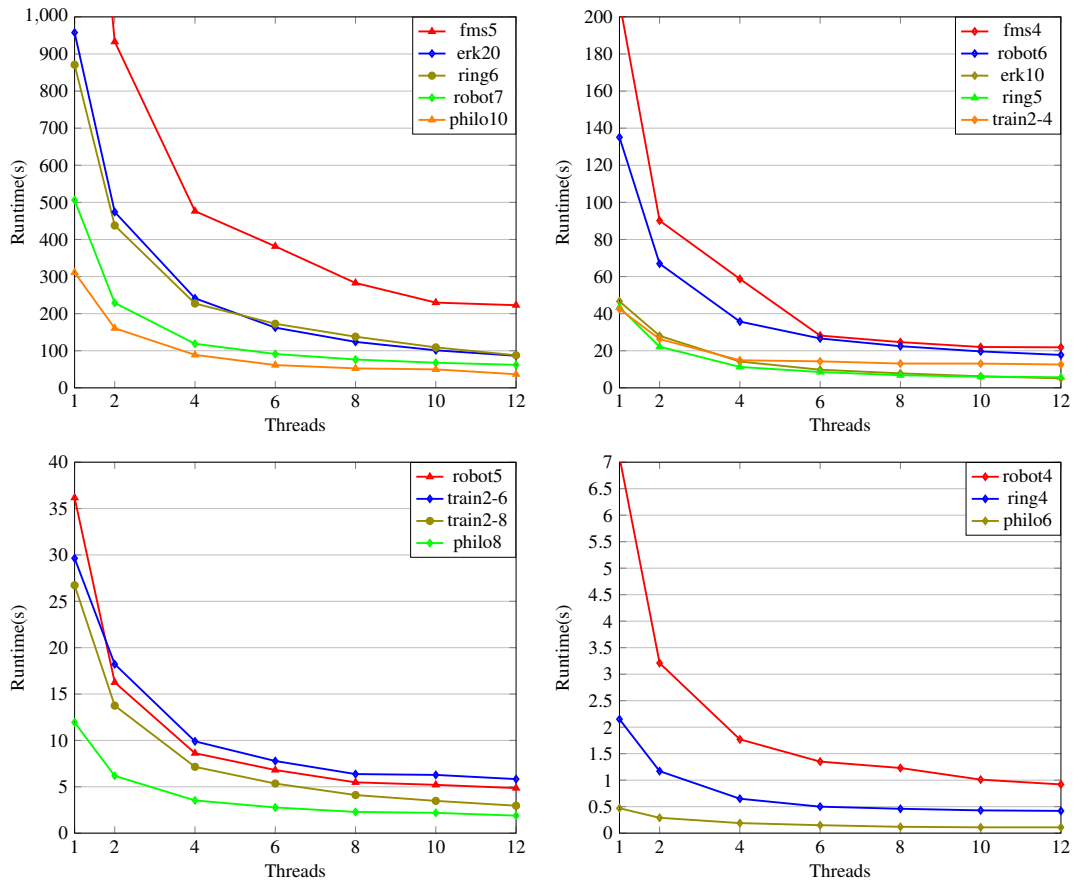 1,000
900
800
700
600
500
400
300
200
100
0
Runtime(s)
1 2 4 6 8 10 12
Threads
fms5
erk20
ring6
robot7
philo10
200
180
160
140
120
100
80
60
40
20
0
Runtime(s)
1 2 4 6 8 10 12
Threads
fms4
robot6
erk10
ring5
train2-4
40
35
30
25
20
15
10
5
0
Runtime(s)
1 2 4 6 8 10 12
Threads
robot5
train2-6
train2-8
philo8
7
6.5
6
5.5
5
4.5
4
3.5
3
2.5
2
1.5
1
0.5
0
Runtime(s)
1 2 4 6 8 10 12
Threads
robot4
ring4
philo6